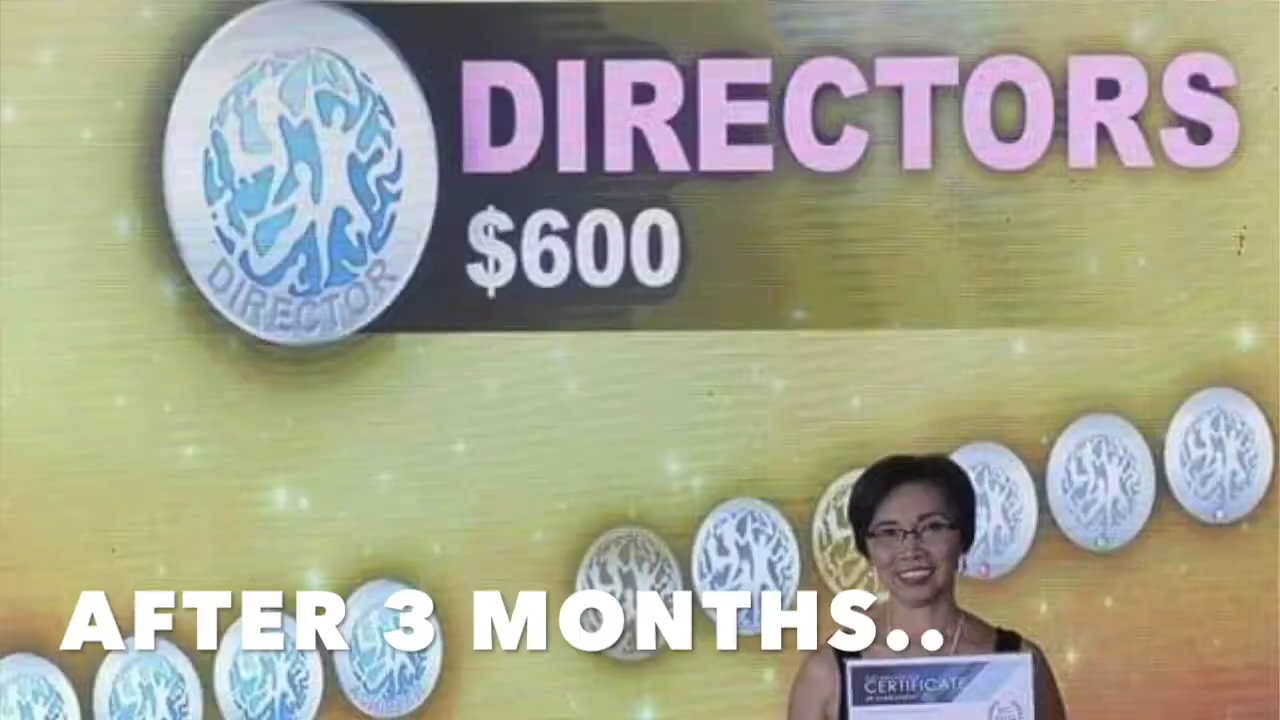 DIRECTORS
$600
DIRECTOR
AFTER 3 MONTHS..
CERTIFICATE